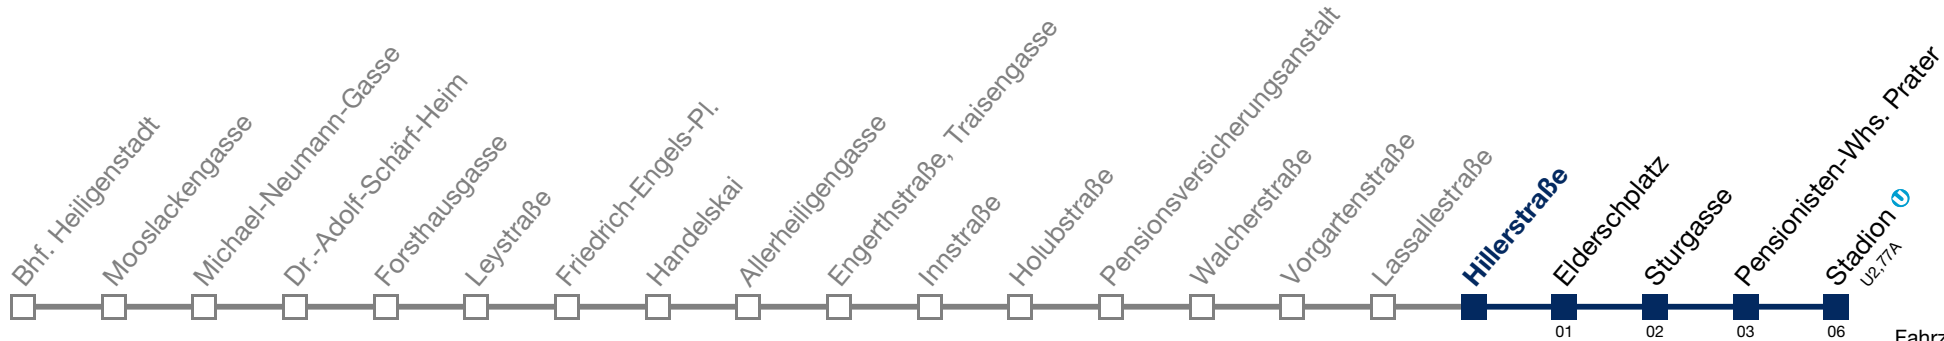 Bhf. Heiligenstadt
Mooslackengasse
Michael-Neumann-Gasse
Dr.-Adolf-Schärf-Heim
Forsthausgasse
Leystraße
Friedrich-Engels-Pl.
Handelskai
Allerheiligengasse
Engerthstraße, Traisengasse
Innstraße
Holubstraße
Pensionsversicherungsanstalt
Walcherstraße
Vorgartenstraße
Lassallestraße
Hillerstraße
Elderschplatz
Sturgasse
Pensionisten-Whs. Prater
Stadion U
U2,77A
01 02 03 06
Fahrz